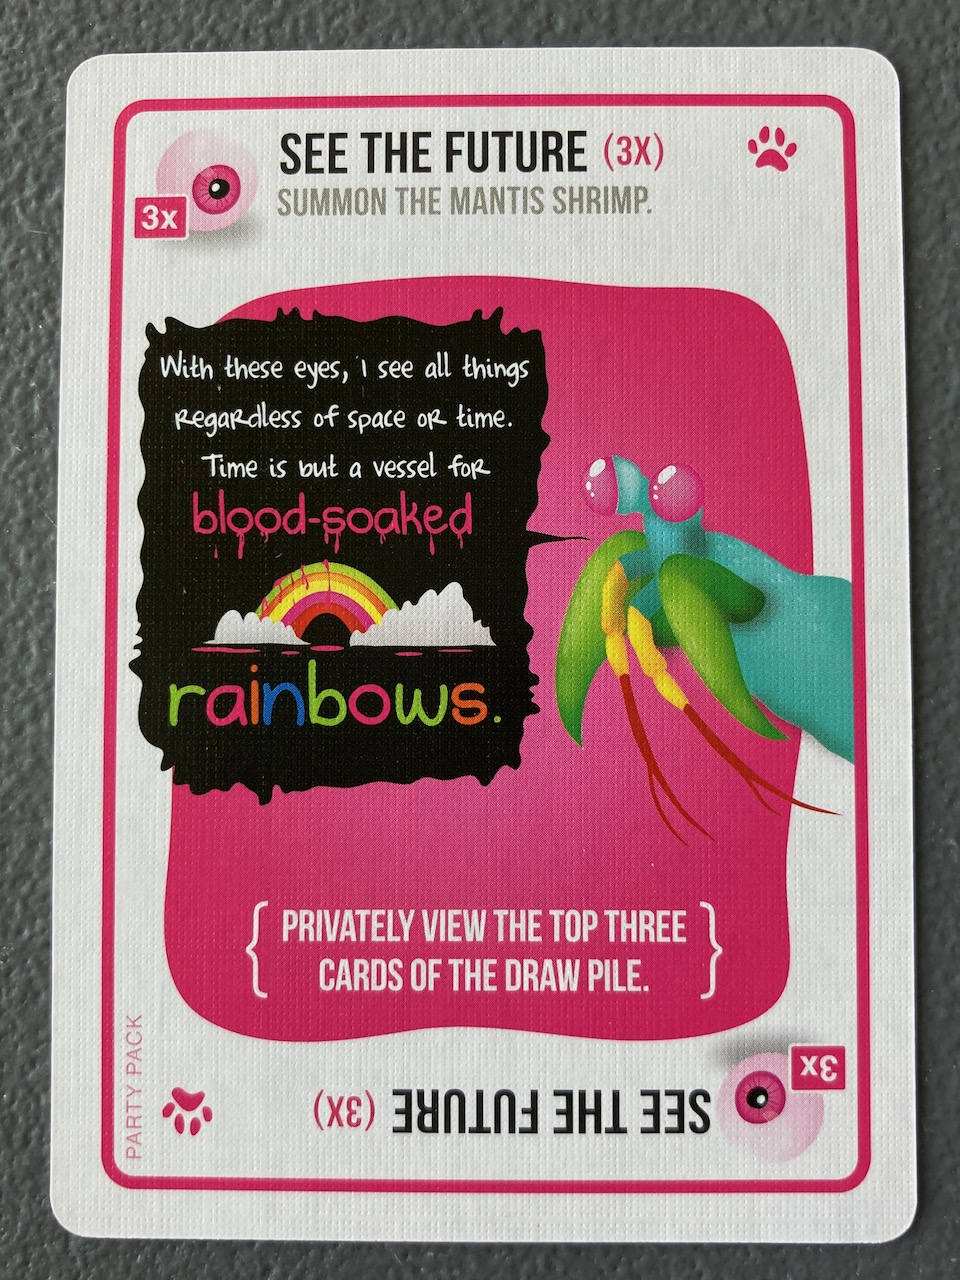 SEE THE FUTURE (3X)
3x
SUMMON THE MANTIS SHRIMP.
With these eyes, I see all things
regardless of space or time.
Time is but a vessel for
blood-soaked
rainbows.
PRIVATELY VIEW THE TOP THREE
CARDS OF THE DRAW PILE.
PARTY PACK
3x
SEE THE FUTURE (3X)